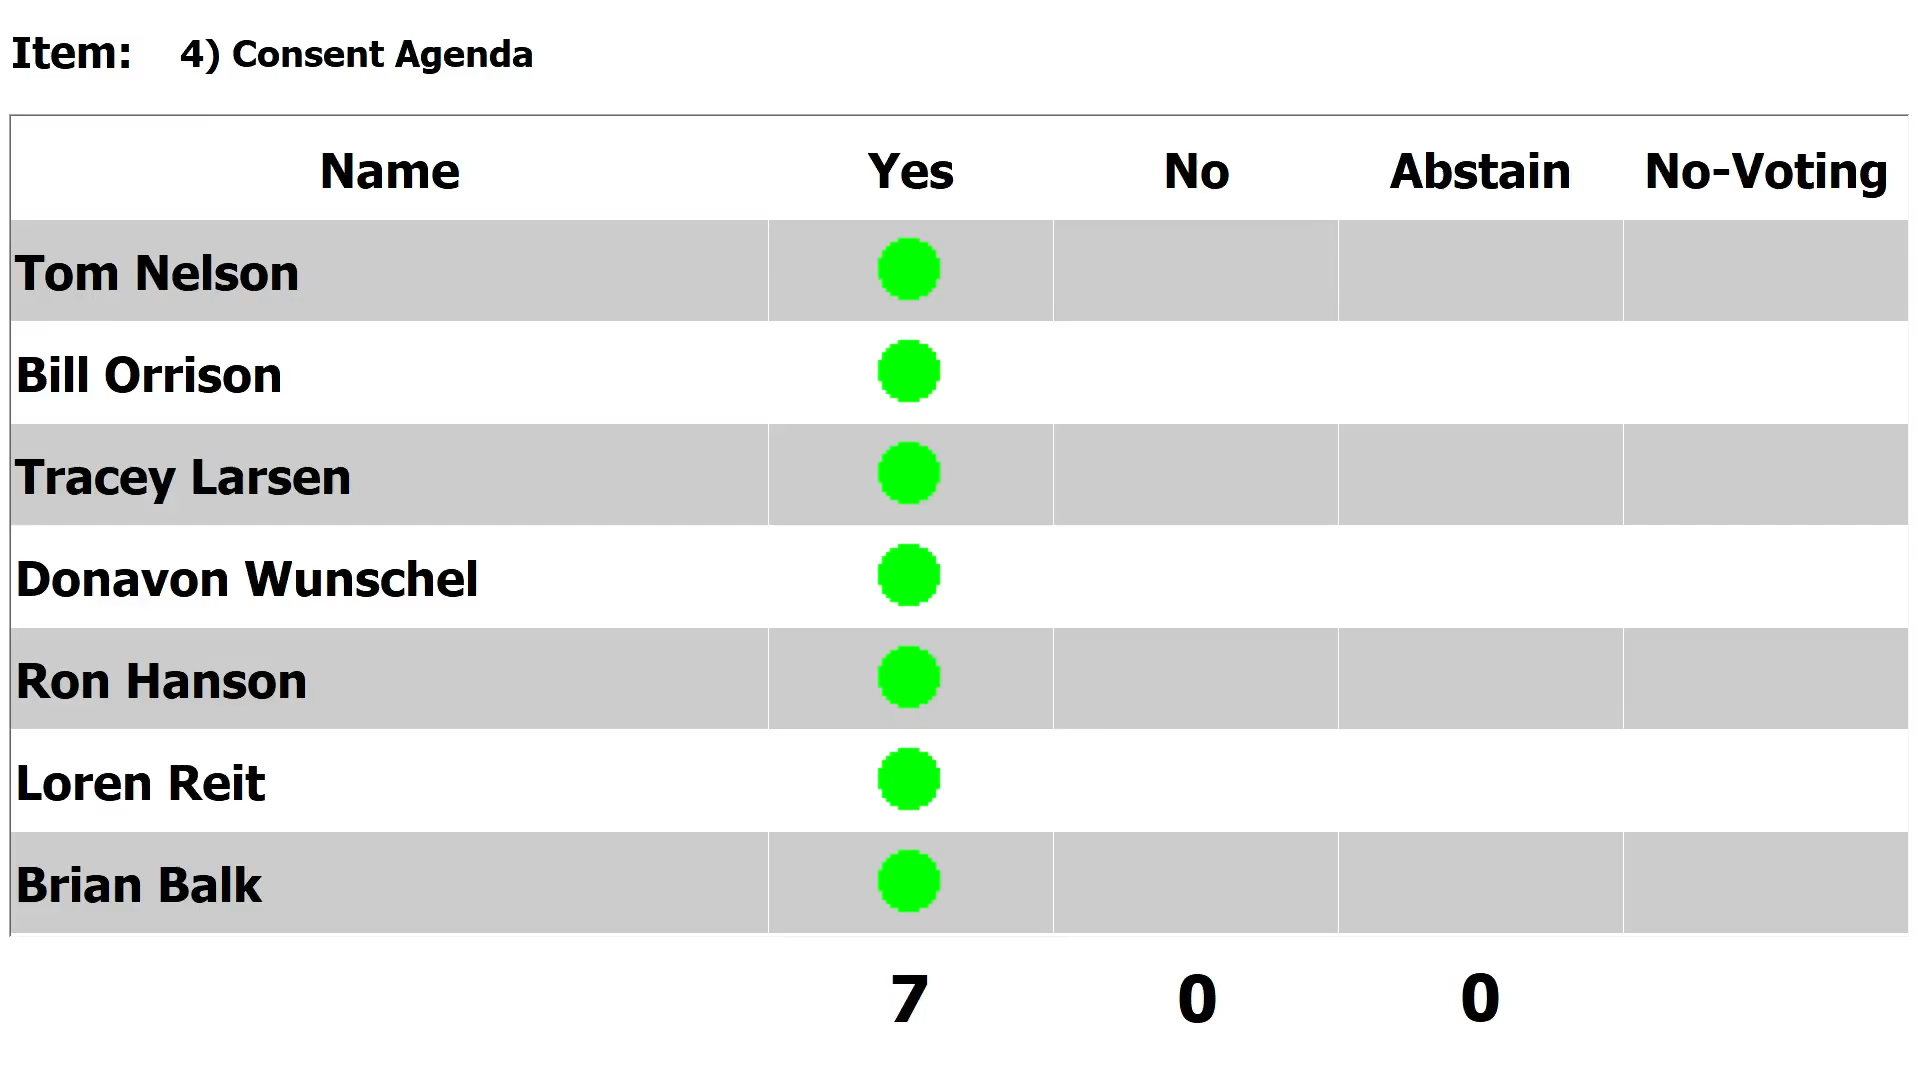 Item: 4) Consent Agenda
Name Yes No Abstain No-Voting
Tom Nelson
Bill Orrison
Tracey Larsen
Donavon Wunschel
Ron Hanson
Loren Reit
Brian Balk
7 0 0